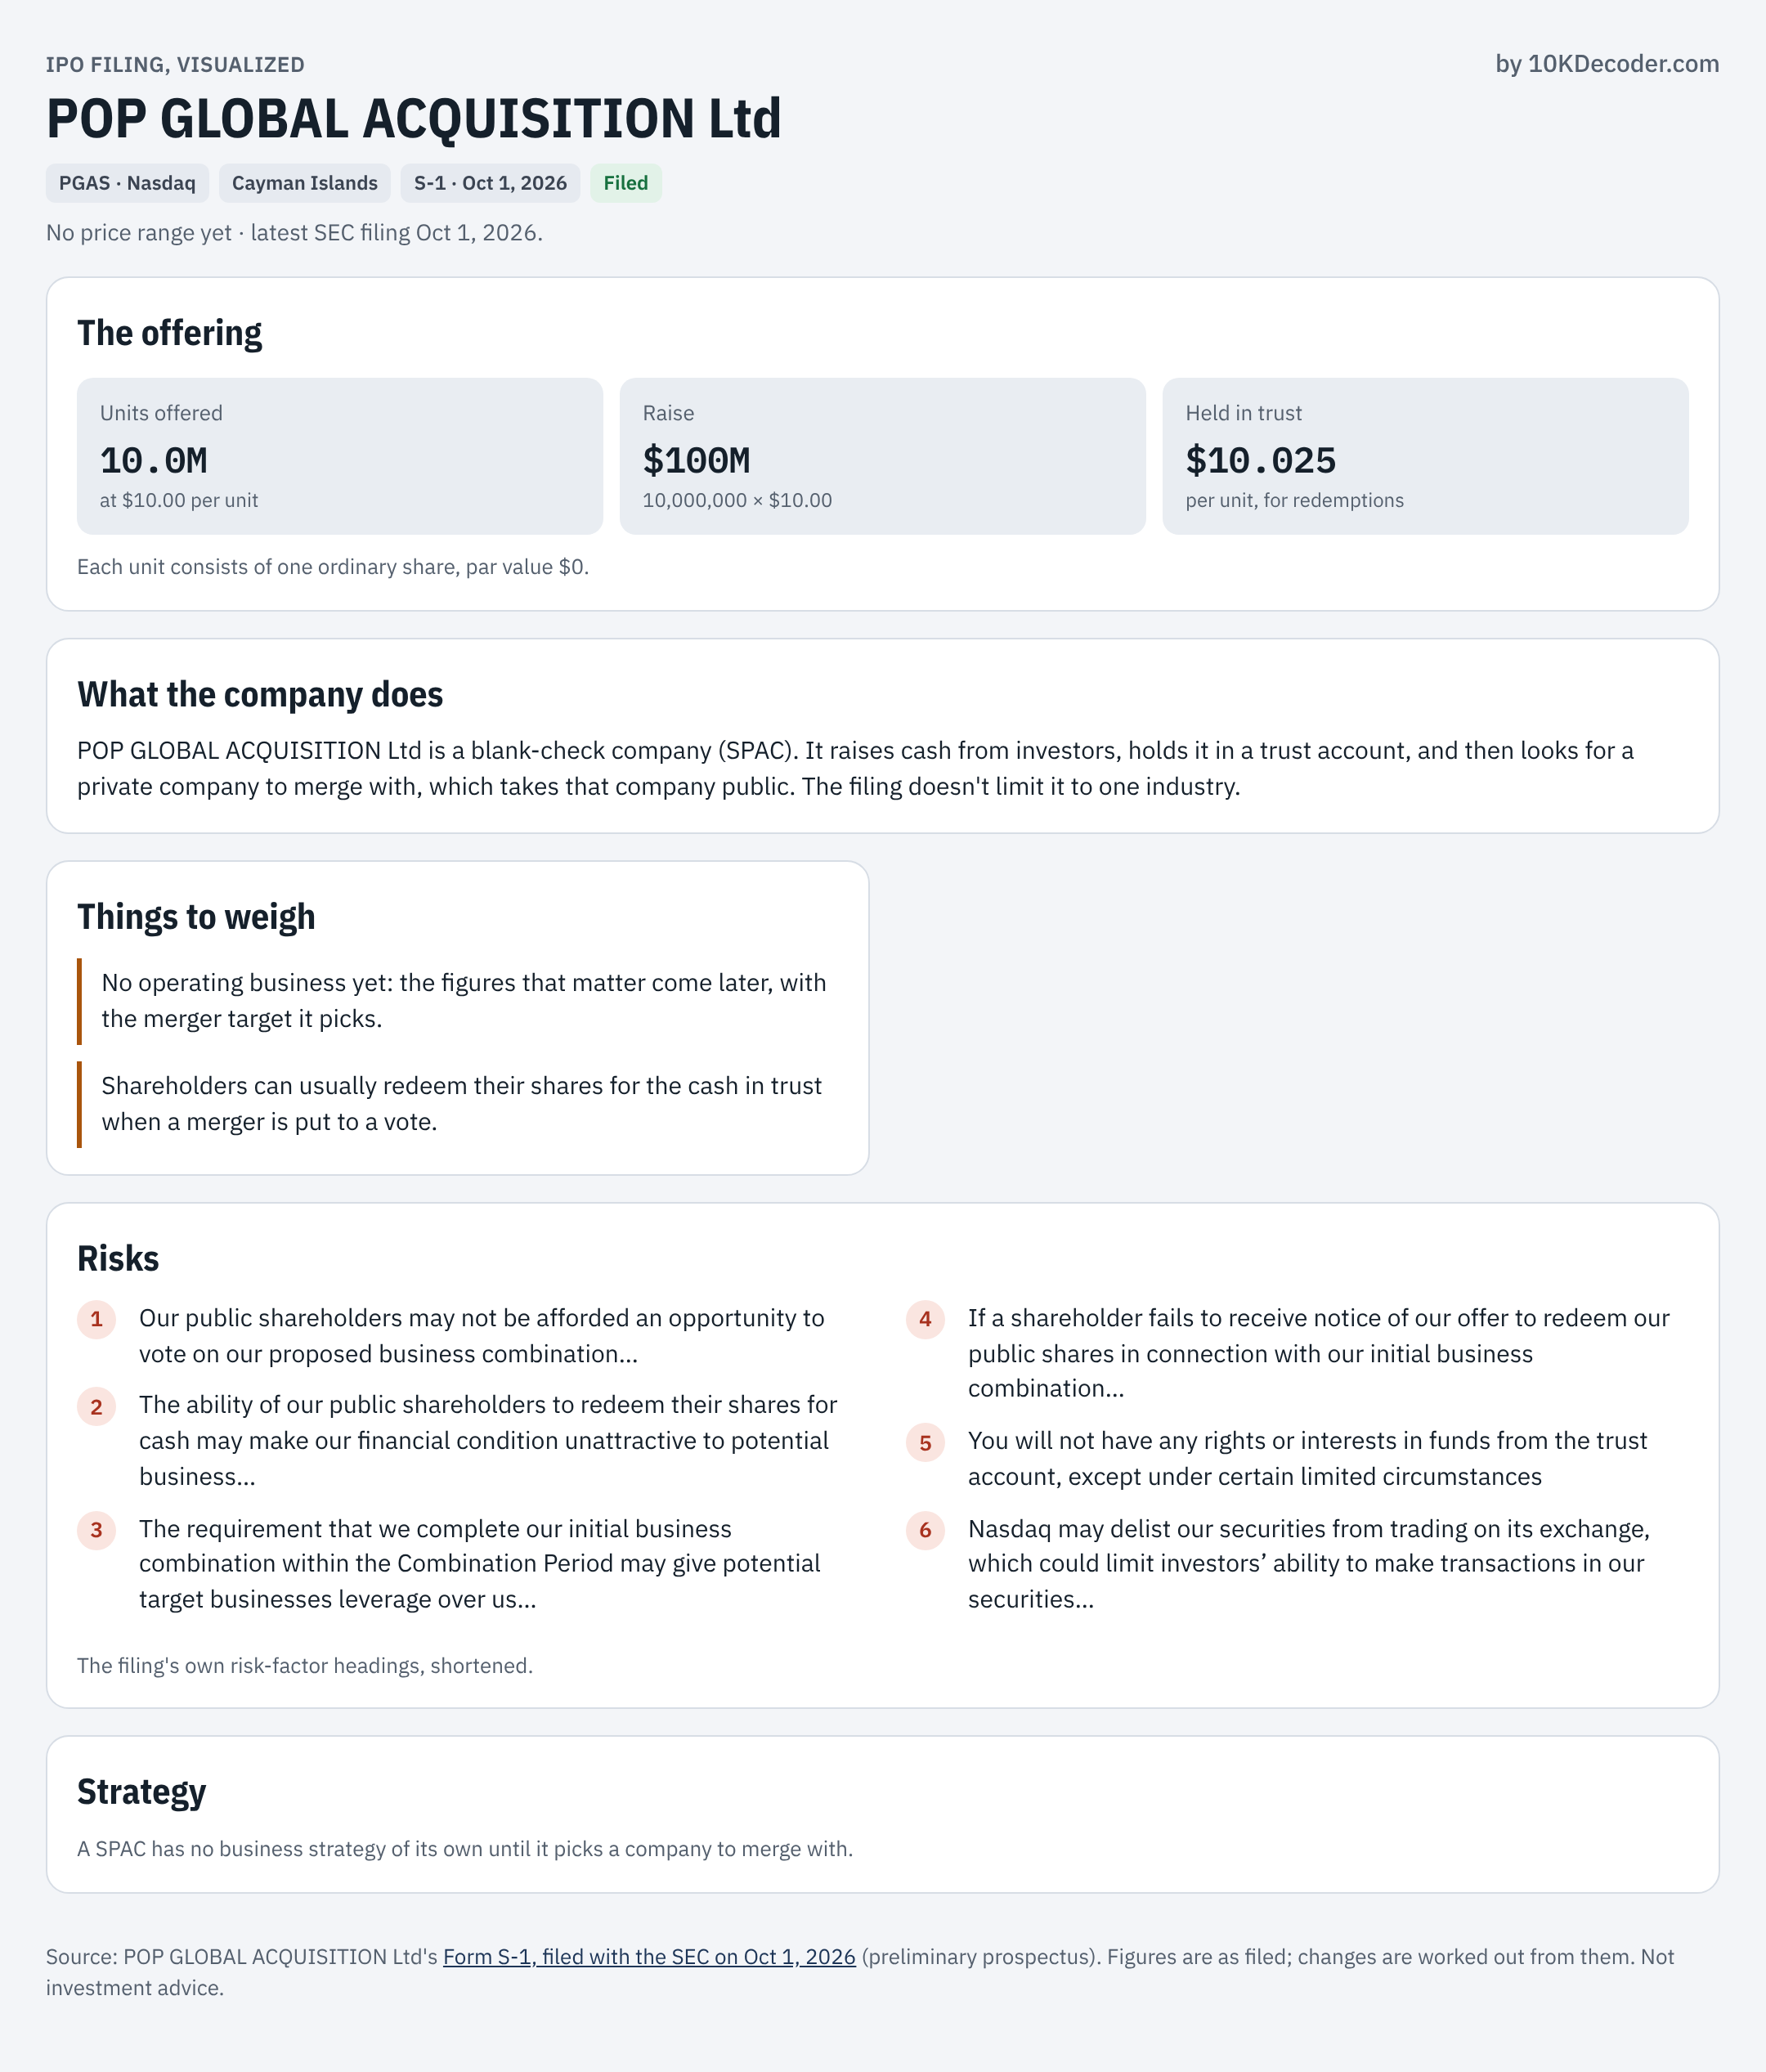 IPO FILING, VISUALIZED
by 10KDecoder.com
POP GLOBAL ACQUISITION Ltd
PGAS · Nasdaq
Cayman Islands
S-1 · Oct 1, 2026
Filed
No price range yet · latest SEC filing Oct 1, 2026.
The offering
Units offered
10.0M
at $10.00 per unit
Raise
$100M
10,000,000 × $10.00
Held in trust
$10.025
per unit, for redemptions
Each unit consists of one ordinary share, par value $0.
What the company does
POP GLOBAL ACQUISITION Ltd is a blank-check company (SPAC). It raises cash from investors, holds it in a trust account, and then looks for a
private company to merge with, which takes that company public. The filing doesn't limit it to one industry.
Things to weigh
No operating business yet: the figures that matter come later, with
the merger target it picks.
Shareholders can usually redeem their shares for the cash in trust
when a merger is put to a vote.
Risks
1
Our public shareholders may not be afforded an opportunity to
vote on our proposed business combination…
2
The ability of our public shareholders to redeem their shares for
cash may make our financial condition unattractive to potential
business…
3
The requirement that we complete our initial business
combination within the Combination Period may give potential
target businesses leverage over us…
4
If a shareholder fails to receive notice of our offer to redeem our
public shares in connection with our initial business
combination…
5
You will not have any rights or interests in funds from the trust
account, except under certain limited circumstances
6
Nasdaq may delist our securities from trading on its exchange,
which could limit investors’ ability to make transactions in our
securities…
The filing's own risk-factor headings, shortened.
Strategy
A SPAC has no business strategy of its own until it picks a company to merge with.
Source: POP GLOBAL ACQUISITION Ltd's Form S-1, filed with the SEC on Oct 1, 2026 (preliminary prospectus). Figures are as filed; changes are worked out from them. Not
investment advice.